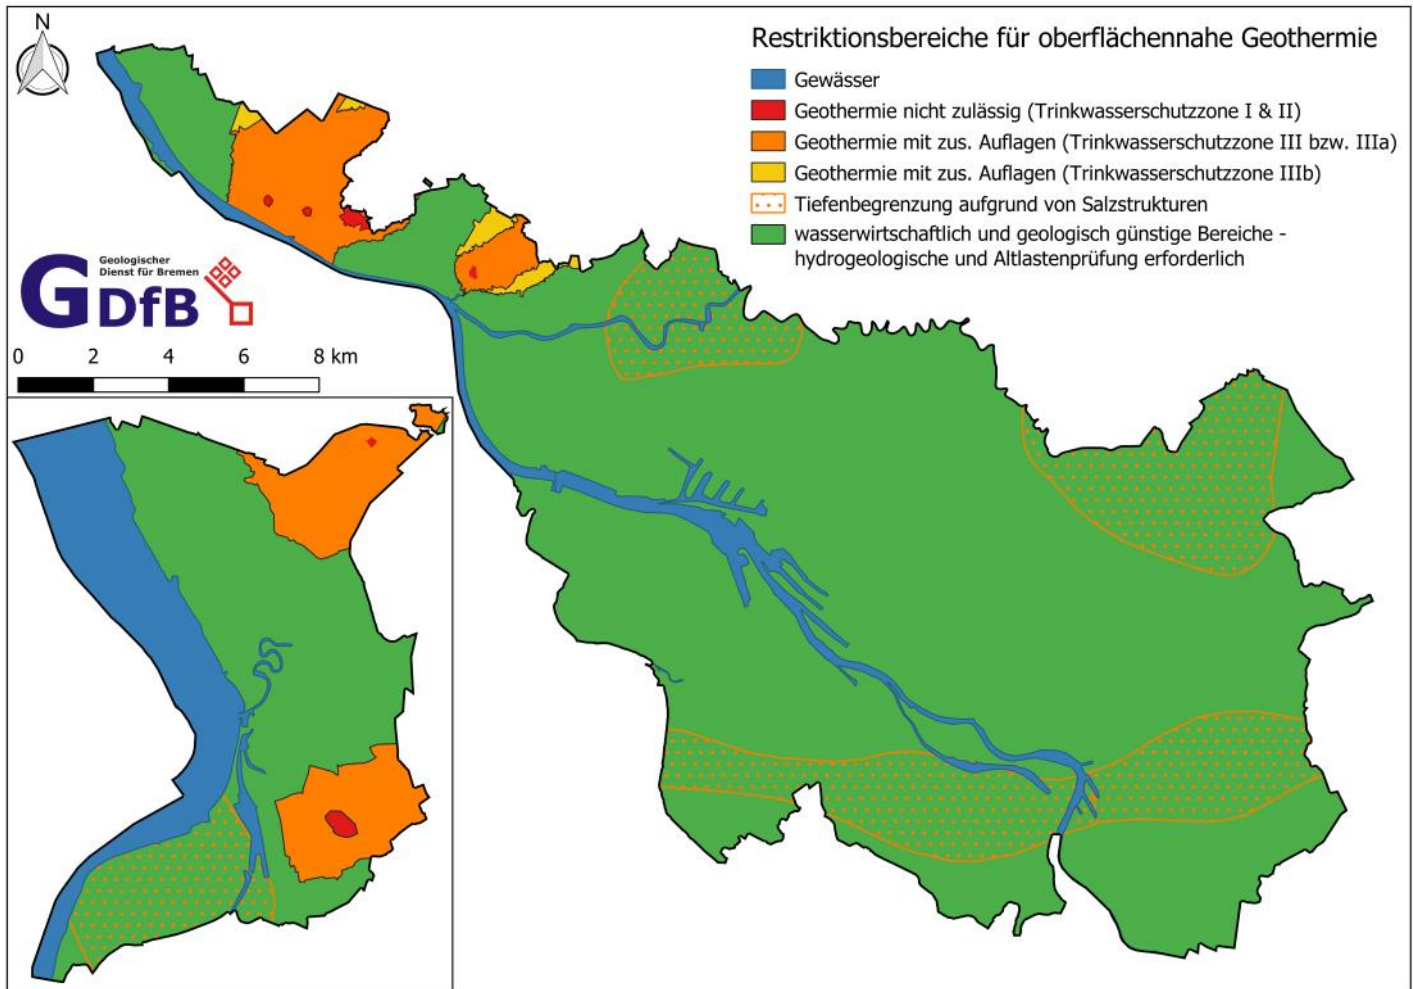 N
Restriktionsbereiche für oberflächennahe Geothermie
Gewässer
Geothermie nicht zulässig (Trinkwasserschutzzone I & II)
Geothermie mit zus. Auflagen (Trinkwasserschutzzone III bzw. IIIa)
Geothermie mit zus. Auflagen (Trinkwasserschutzzone IIIb)
Tiefenbegrenzung aufgrund von Salzstrukturen
wasserwirtschaftlich und geologisch günstige Bereiche -
hydrogeologische und Altlastenprüfung erforderlich
Geologischer
Dienst für Bremen
GDfB
0 2 4 6 8 km